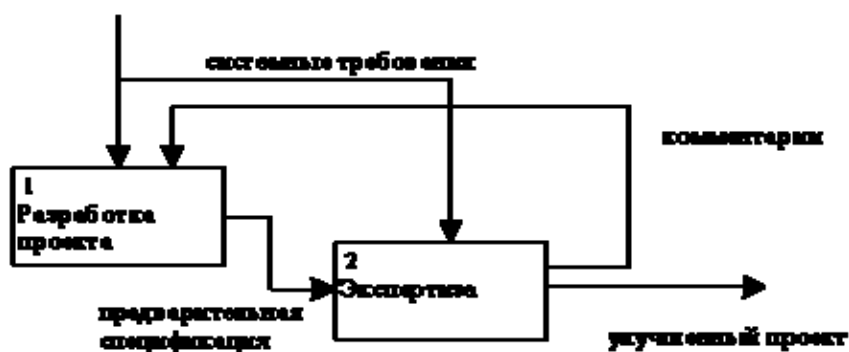 системные требования
комментарии
1
Разработка
проекта
2
Экспертиза
предварительная
спецификация
улучшенный проект